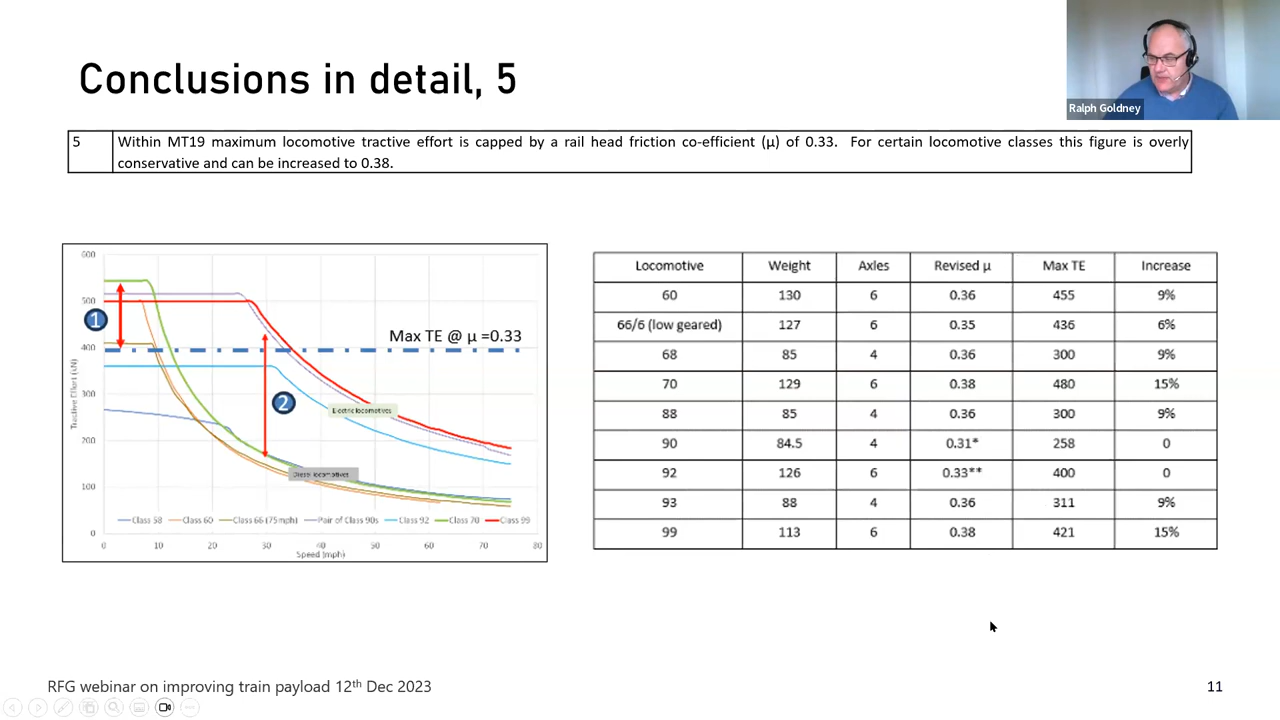 Ralph Goldney
Conclusions in detail, 5
5 Within MT19 maximum locomotive tractive effort is capped by a rail head friction co-efficient (μ) of 0.33. For certain locomotive classes this figure is overly
conservative and can be increased to 0.38.
600
500
400
300
200
100
0
Tractive Effort (kN)
1
2
Max TE @ μ =0.33
Electric locomotives
Diesel locomotives
Class 58 Class 60 Class 66 (75mph) Pair of Class 90s Class 92 Class 70 Class 99
0 10 20 30 40 50 60 70 80
Speed (mph)
Locomotive Weight Axles Revised μ Max TE Increase
60 130 6 0.36 455 9%
66/6 (low geared) 127 6 0.35 436 6%
68 85 4 0.36 300 9%
70 129 6 0.38 480 15%
88 85 4 0.36 300 9%
90 84.5 4 0.31* 258 0
92 126 6 0.33** 400 0
93 88 4 0.36 311 9%
99 113 6 0.38 421 15%
RFG webinar on improving train payload 12th Dec 2023
11